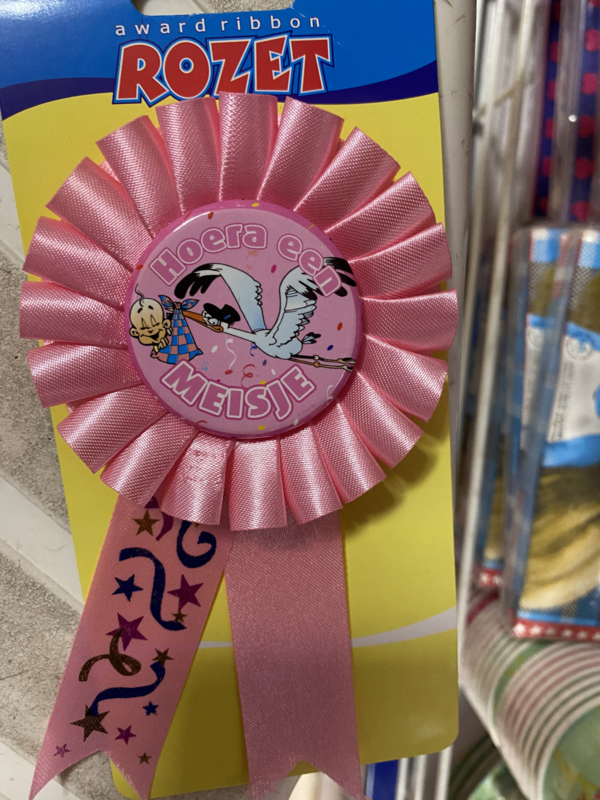 award ribbon
ROZET
Hoera een
MEISJE